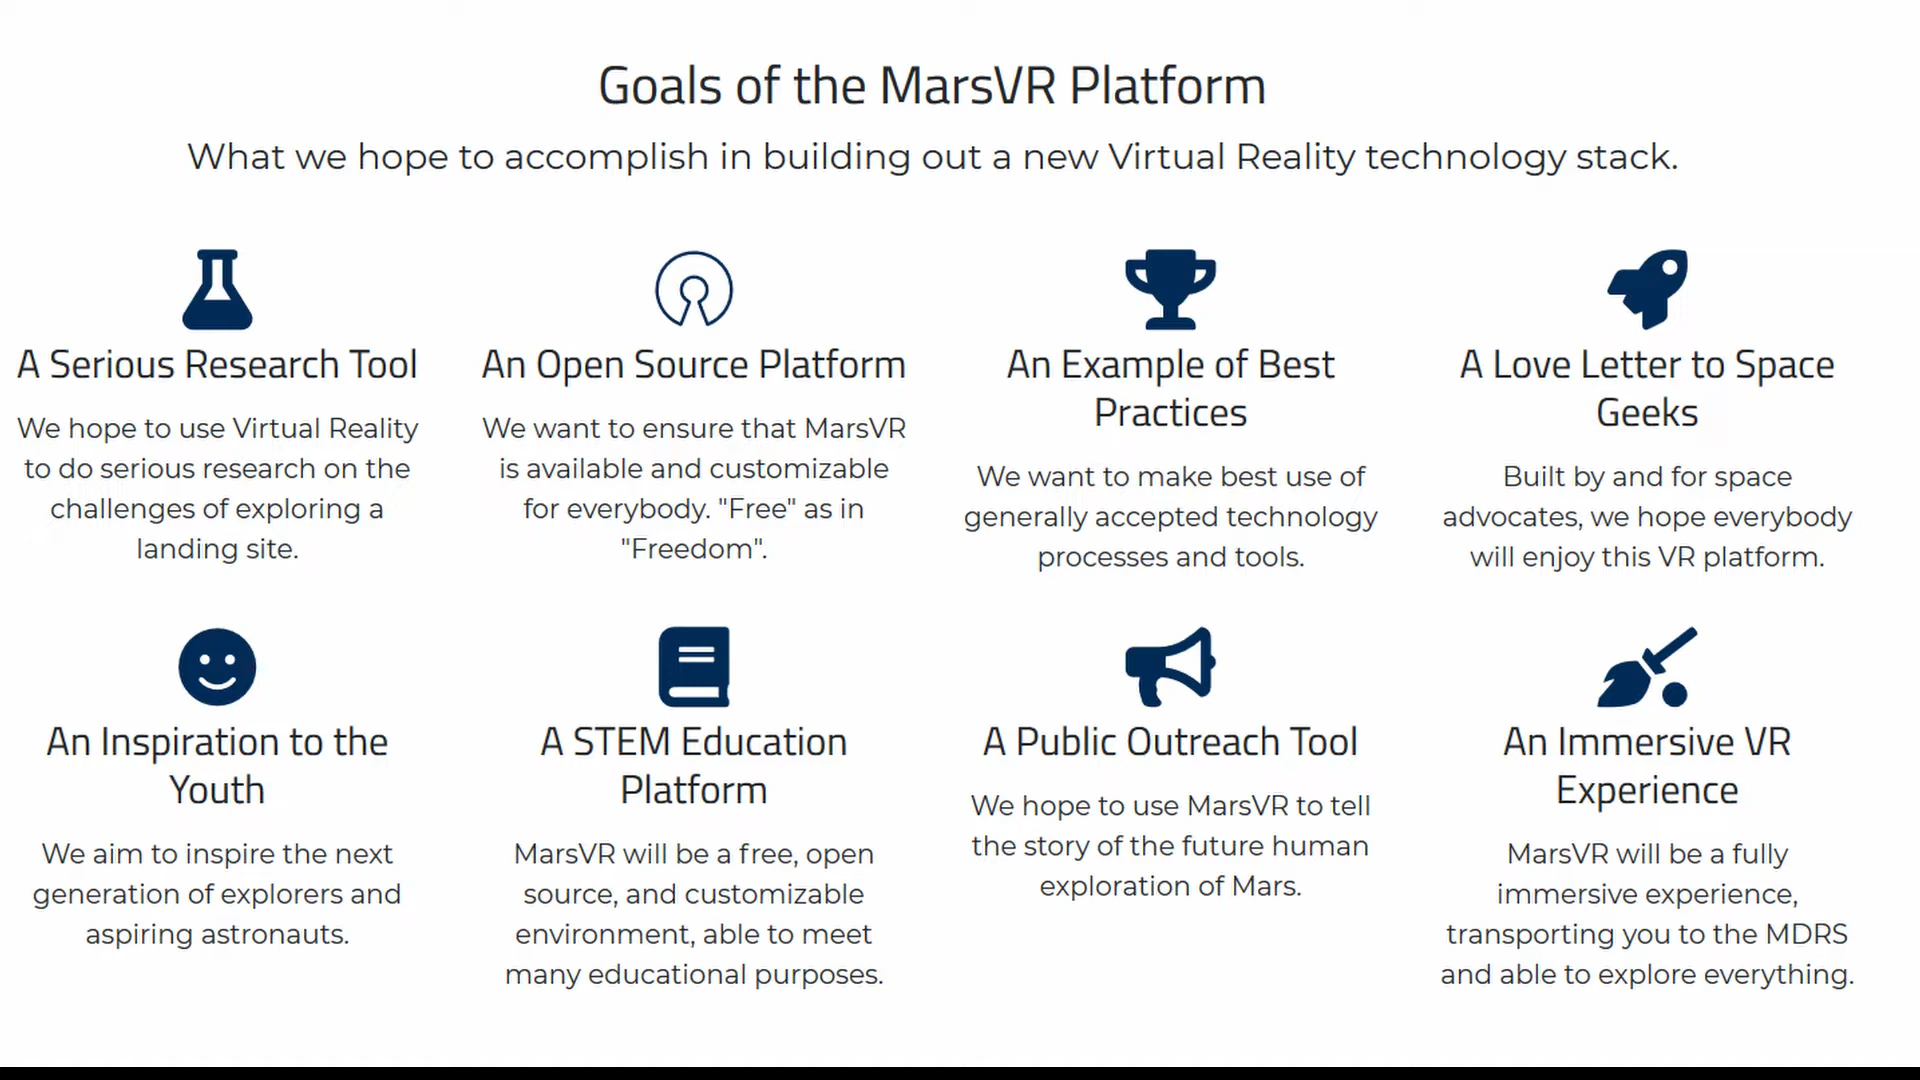 Goals of the MarsVR Platform
What we hope to accomplish in building out a new Virtual Reality technology stack.
A Serious Research Tool
We hope to use Virtual Reality
to do serious research on the
challenges of exploring a
landing site.
An Open Source Platform
We want to ensure that MarsVR
is available and customizable
for everybody. "Free" as in
"Freedom".
An Example of Best
Practices
We want to make best use of
generally accepted technology
processes and tools.
A Love Letter to Space
Geeks
Built by and for space
advocates, we hope everybody
will enjoy this VR platform.
An Inspiration to the
Youth
We aim to inspire the next
generation of explorers and
aspiring astronauts.
A STEM Education
Platform
MarsVR will be a free, open
source, and customizable
environment, able to meet
many educational purposes.
A Public Outreach Tool
We hope to use MarsVR to tell
the story of the future human
exploration of Mars.
An Immersive VR
Experience
MarsVR will be a fully
immersive experience,
transporting you to the MDRS
and able to explore everything.